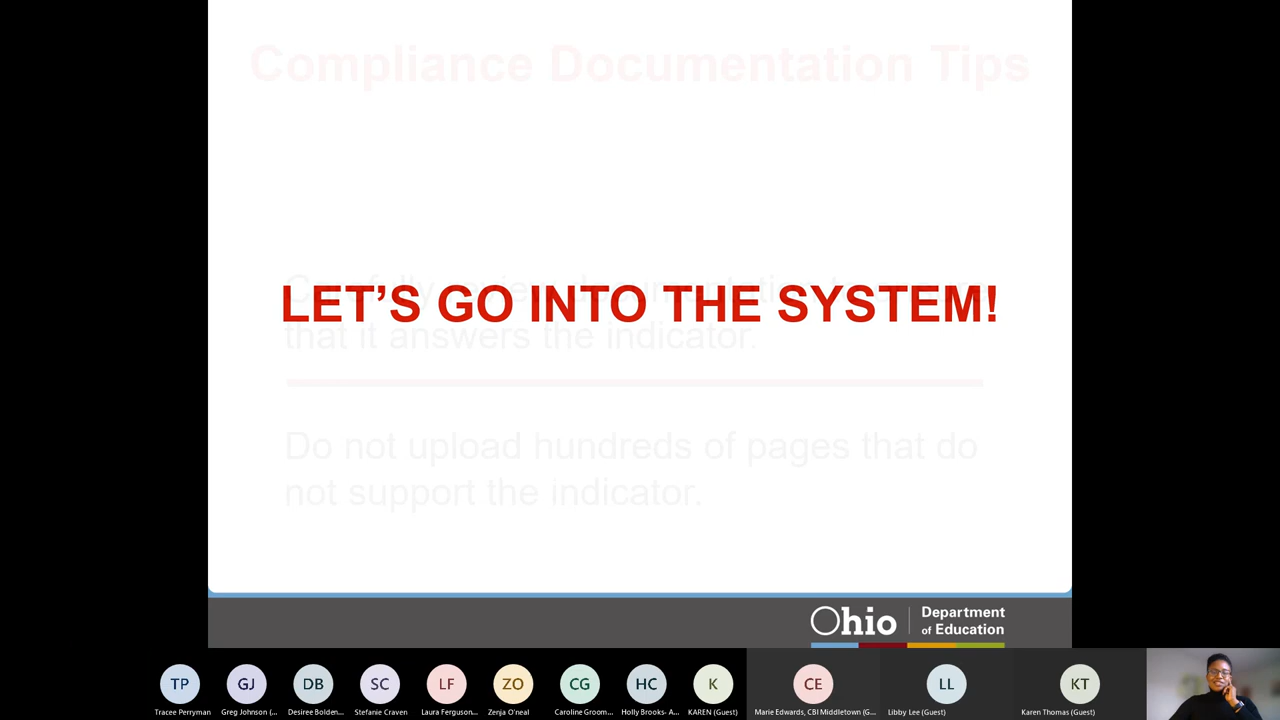 Compliance Documentation Tips
LET'S GO INTO THE SYSTEM!
that it answers the indicator.
Do not upload hundreds of pages that do
not support the indicator.
Ohio
Department
of Education
TP
GJ
DB
SC
LF
ZO
CG
HC
K
CE
LL
KT
Tracee Perryman
Greg Johnson (...
Desiree Bolden...
Stefanie Craven
Laura Ferguson...
Zenja O'neal
Caroline Groom...
Holly Brooks- A...
KAREN (Guest)
Marie Edwards, CBI Middletown (G...
Libby Lee (Guest)
Karen Thomas (Guest)